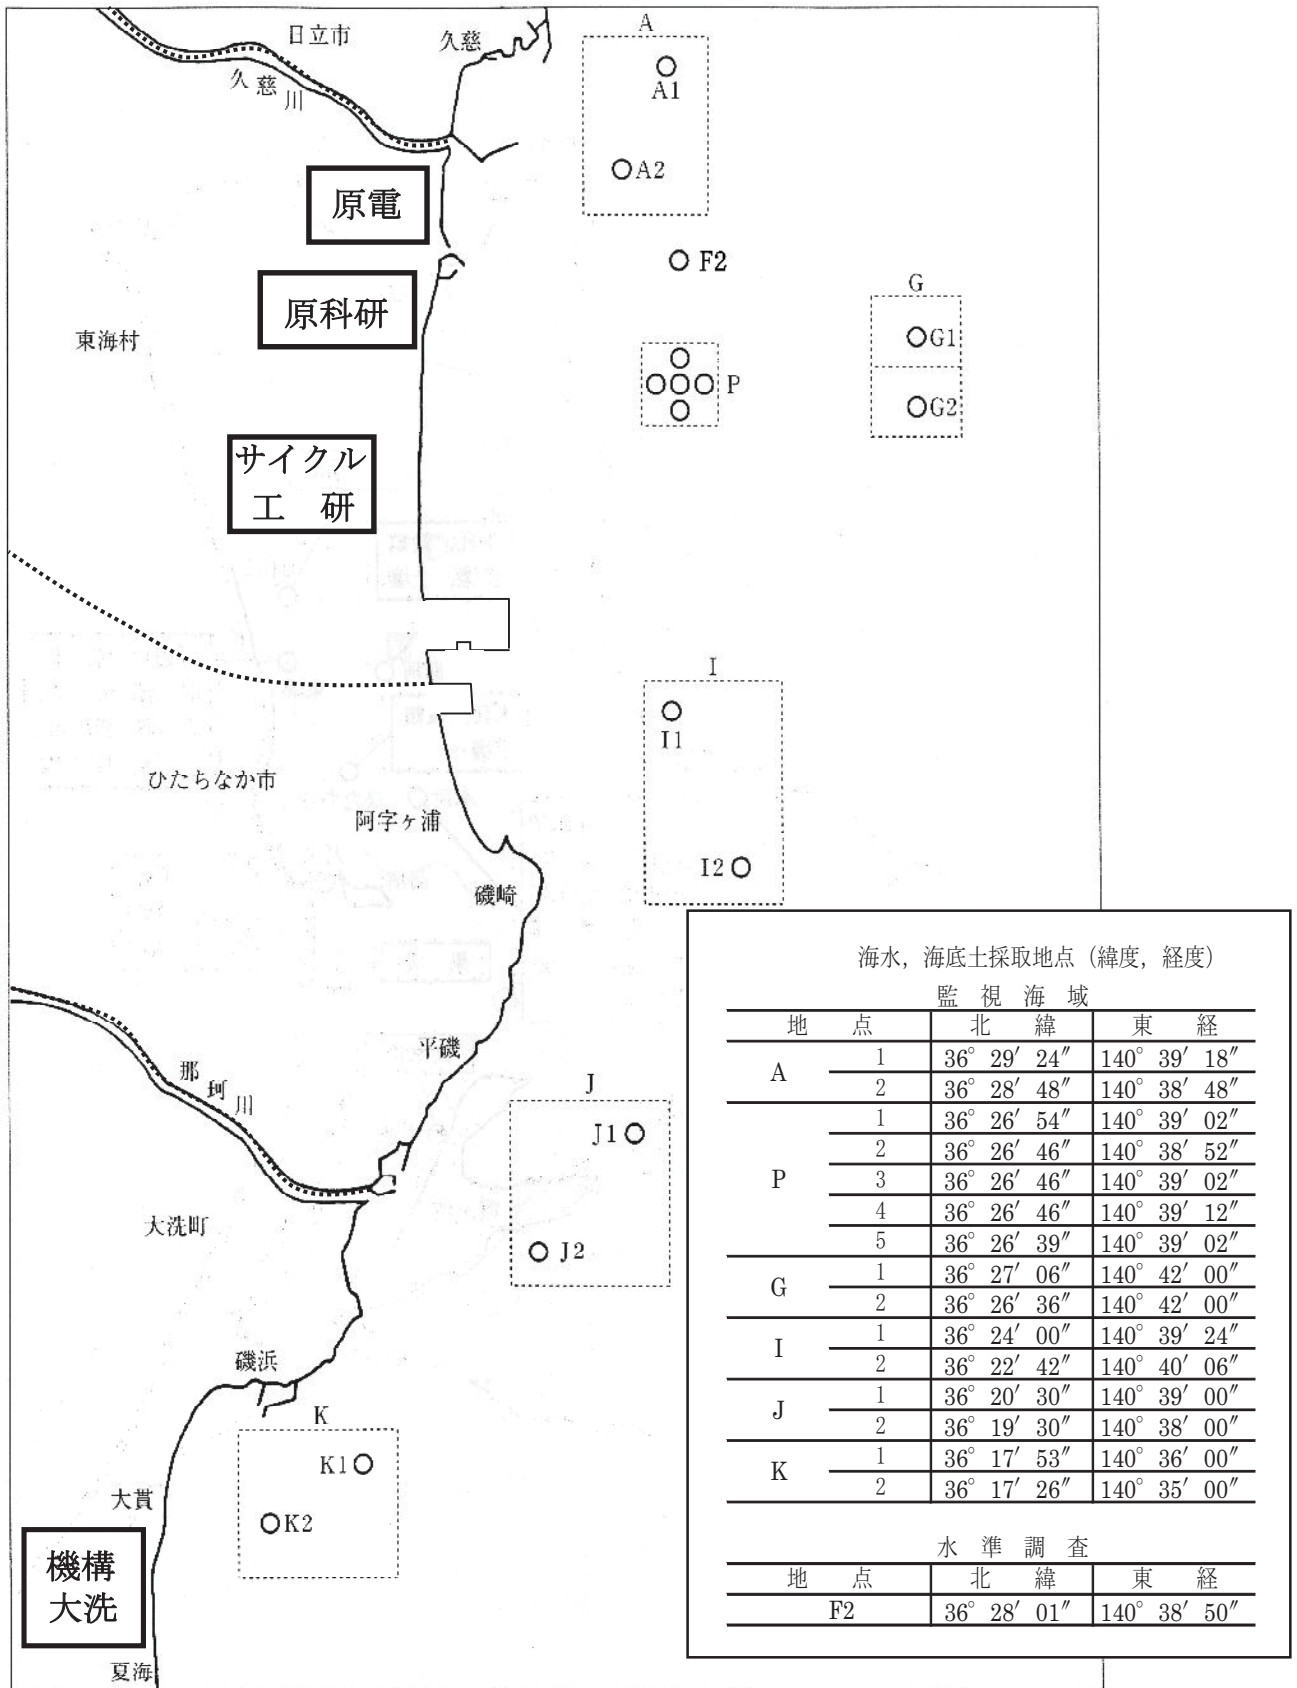 日立市
久慈
久慈川
A
A1
A2
原電
F2
原科研
G
G1
G2
東海村
P
サイクル
工 研
I
I1
I2
ひたちなか市
阿字ヶ浦
磯崎
平磯
那珂川
J
J1
J2
大洗町
磯浜
K
K1
K2
大貫
機構
大洗
夏海
海水，海底土採取地点（緯度，経度）
監 視 海 域
地 点 北 緯 東 経
A 1 36° 29′ 24″ 140° 39′ 18″
2 36° 28′ 48″ 140° 38′ 48″
P 1 36° 26′ 54″ 140° 39′ 02″
2 36° 26′ 46″ 140° 38′ 52″
3 36° 26′ 46″ 140° 39′ 02″
4 36° 26′ 46″ 140° 39′ 12″
5 36° 26′ 39″ 140° 39′ 02″
G 1 36° 27′ 06″ 140° 42′ 00″
2 36° 26′ 36″ 140° 42′ 00″
I 1 36° 24′ 00″ 140° 39′ 24″
2 36° 22′ 42″ 140° 40′ 06″
J 1 36° 20′ 30″ 140° 39′ 00″
2 36° 19′ 30″ 140° 38′ 00″
K 1 36° 17′ 53″ 140° 36′ 00″
2 36° 17′ 26″ 140° 35′ 00″
水 準 調 査
地 点 北 緯 東 経
F2 36° 28′ 01″ 140° 38′ 50″